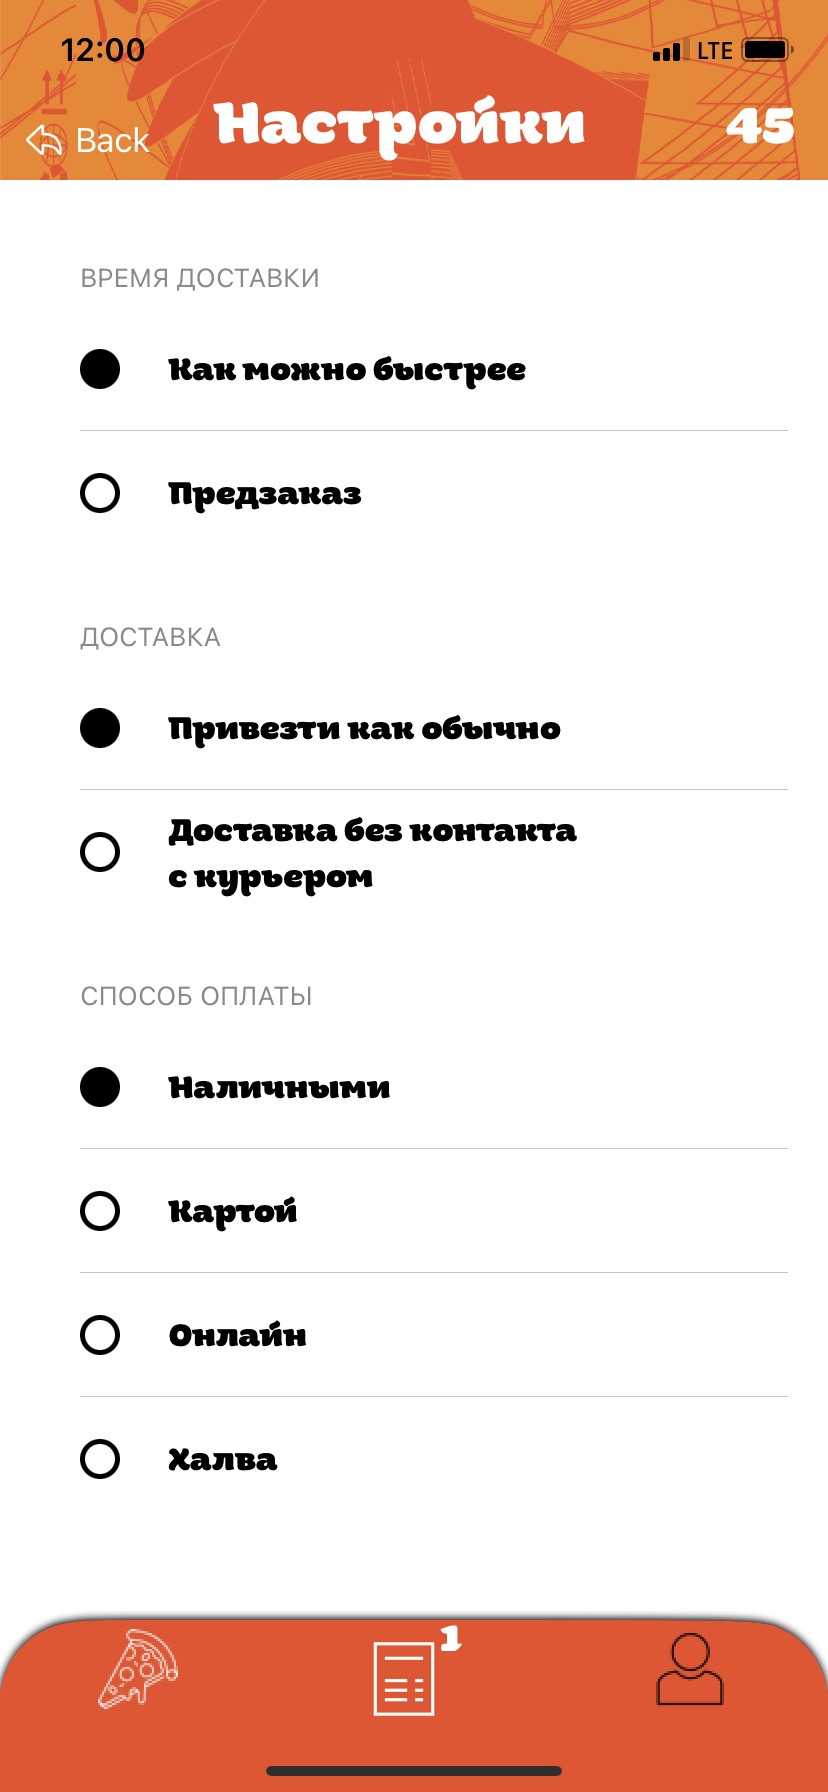 12:00
LTE
Back
Настройки
45
ВРЕМЯ ДОСТАВКИ
Как можно быстрее
Предзаказ
ДОСТАВКА
Привезти как обычно
Доставка без контакта
с курьером
СПОСОБ ОПЛАТЫ
Наличными
Картой
Онлайн
Халва
1